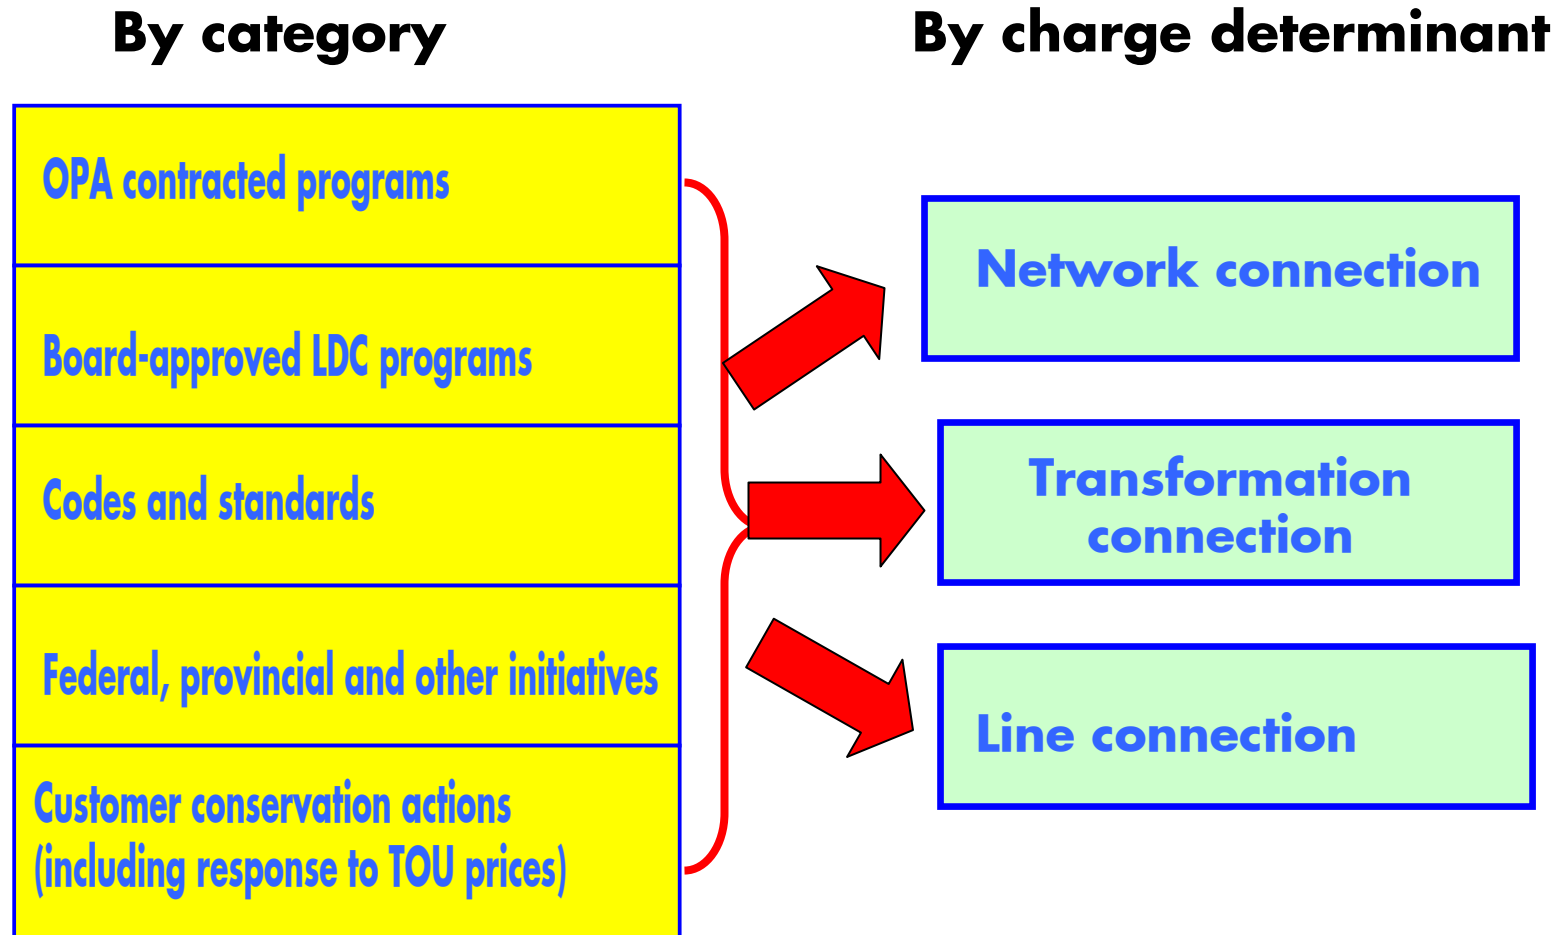 By category
OPA contracted programs
Board-approved LDC programs
Codes and standards
Federal, provincial and other initiatives
Customer conservation actions
(including response to TOU prices)
By charge determinant
Network connection
Transformation
connection
Line connection